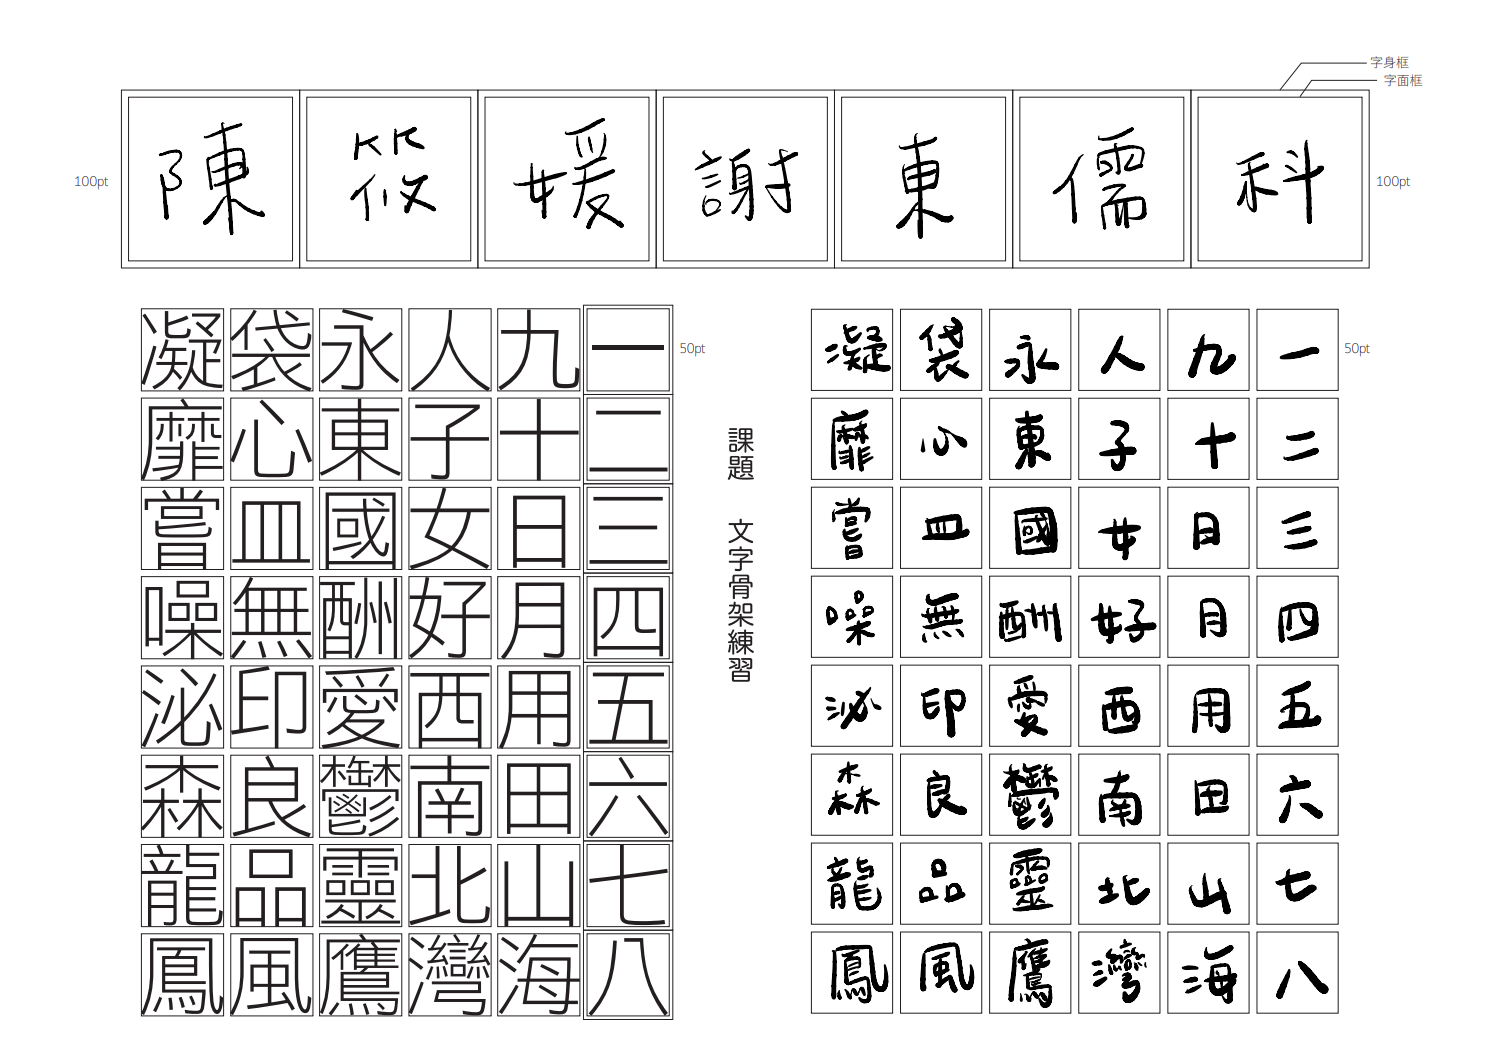 字身框
字面框
100pt
陳筱媛謝東儒科
100pt
一二三四五六七八
九十日月用田山海
人子女好西南北灣
永東國酬愛鬱靈鷹
袋心皿無印良品風
凝靡嘗噪泌森龍鳳
50pt
課題 文字骨架練習
一二三四五六七八
九十日月用田山海
人子女好西南北灣
永東國酬愛鬱靈鷹
袋心皿無印良品風
凝靡嘗噪泌森龍鳳
50pt